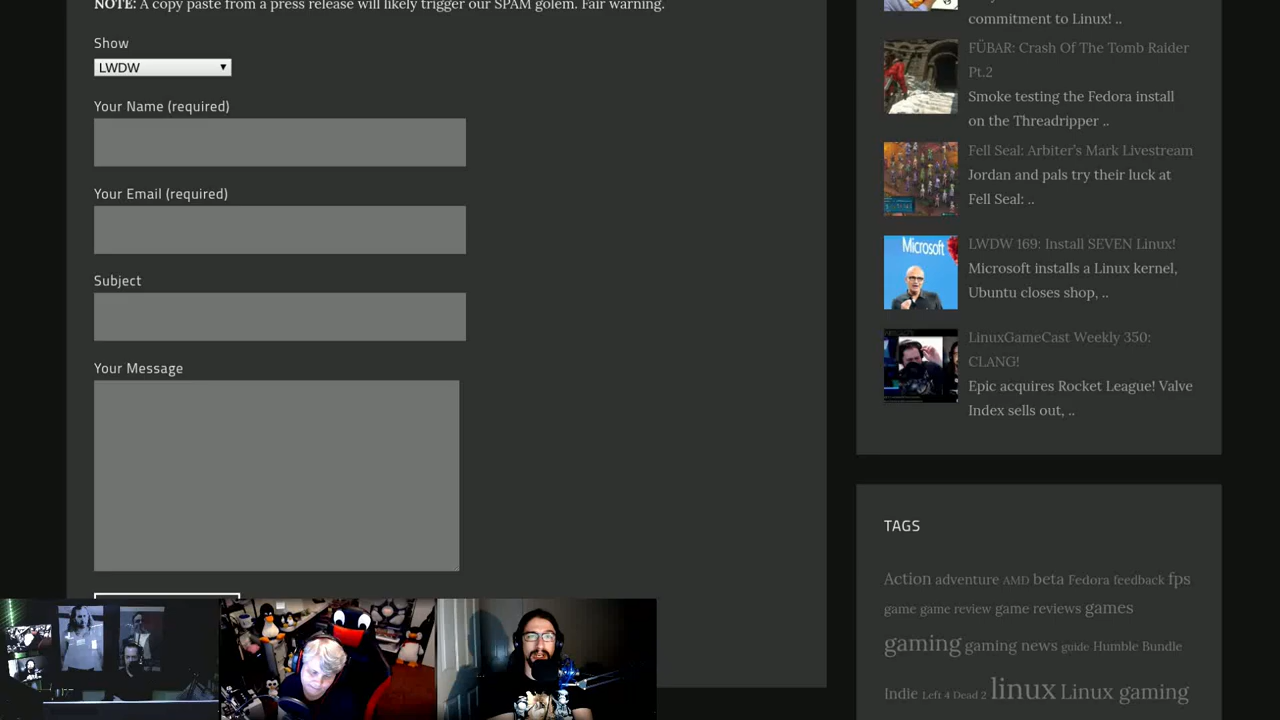 NOTE: A copy paste from a press release will likely trigger our SPAM golem. Fair warning.
Show
LWDW
Your Name (required)
Your Email (required)
Subject
Your Message
commitment to Linux! ..
FÜBAR: Crash Of The Tomb Raider
Pt.2
Smoke testing the Fedora install
on the Threadripper ..
Fell Seal: Arbiter’s Mark Livestream
Jordan and pals try their luck at
Fell Seal: ..
Microsoft
LWDW 169: Install SEVEN Linux!
Microsoft installs a Linux kernel,
Ubuntu closes shop, ..
LinuxGameCast Weekly 350:
CLANG!
Epic acquires Rocket League! Valve
Index sells out, ..
TAGS
Action adventure AMD beta Fedora feedback fps
game game review game reviews games
gaming gaming news guide Humble Bundle
Indie Left 4 Dead 2 linux Linux gaming